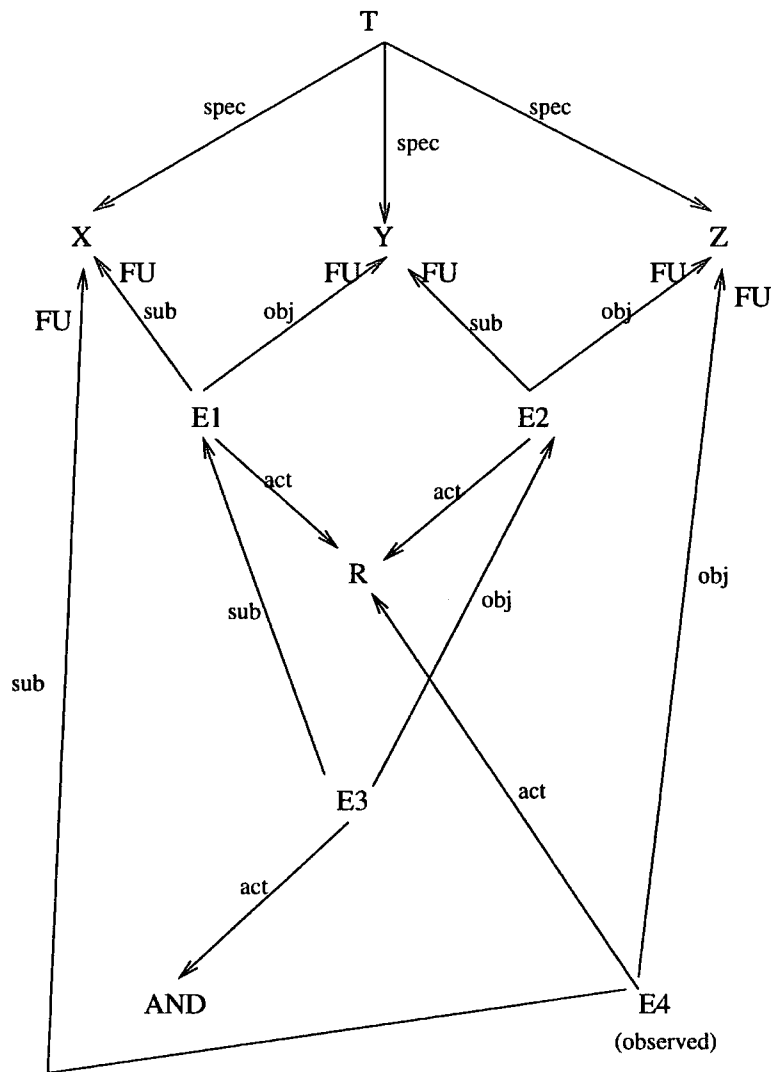 T
spec
spec
spec
X
Y
Z
FU
FU
FU
FU
FU
FU
sub
obj
sub
obj
E1
E2
act
act
R
obj
sub
obj
sub
E3
act
act
AND
E4
(observed)